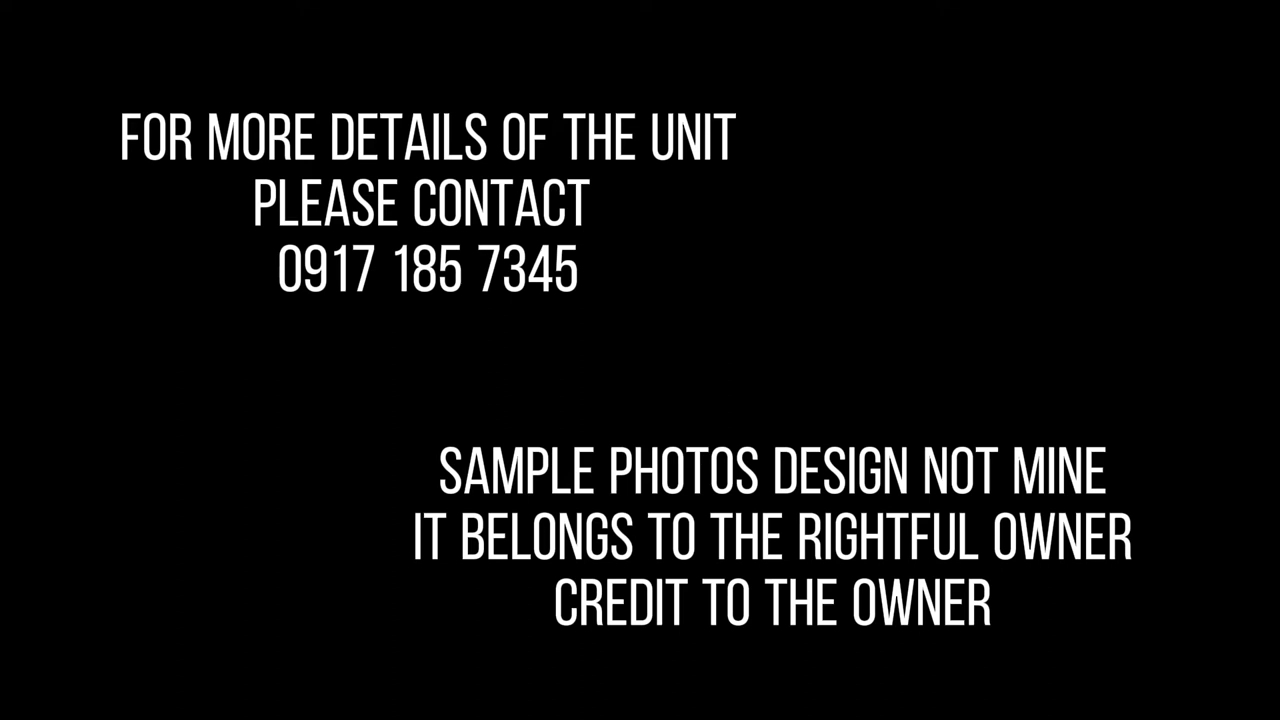 FOR MORE DETAILS OF THE UNIT
PLEASE CONTACT
0917 185 7345
SAMPLE PHOTOS DESIGN NOT MINE
IT BELONGS TO THE RIGHTFUL OWNER
CREDIT TO THE OWNER